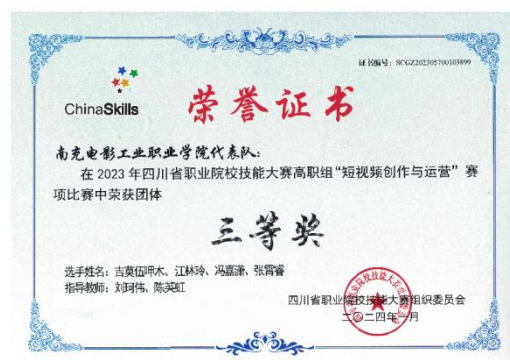 证书编号：SCGZ202305700103899
ChinaSkills
荣誉证书
南充电影工业职业学院代表队：
在 2023 年四川省职业院校技能大赛高职组“短视频创作与运营”赛
项比赛中荣获团体
三等奖
选手姓名：吉莫伍呷木、江林玲、冯嘉潇、张霄睿
指导教师：刘珂伟、陈英虹
四川省职业院校技能大赛组织委员会
二〇二四年一月